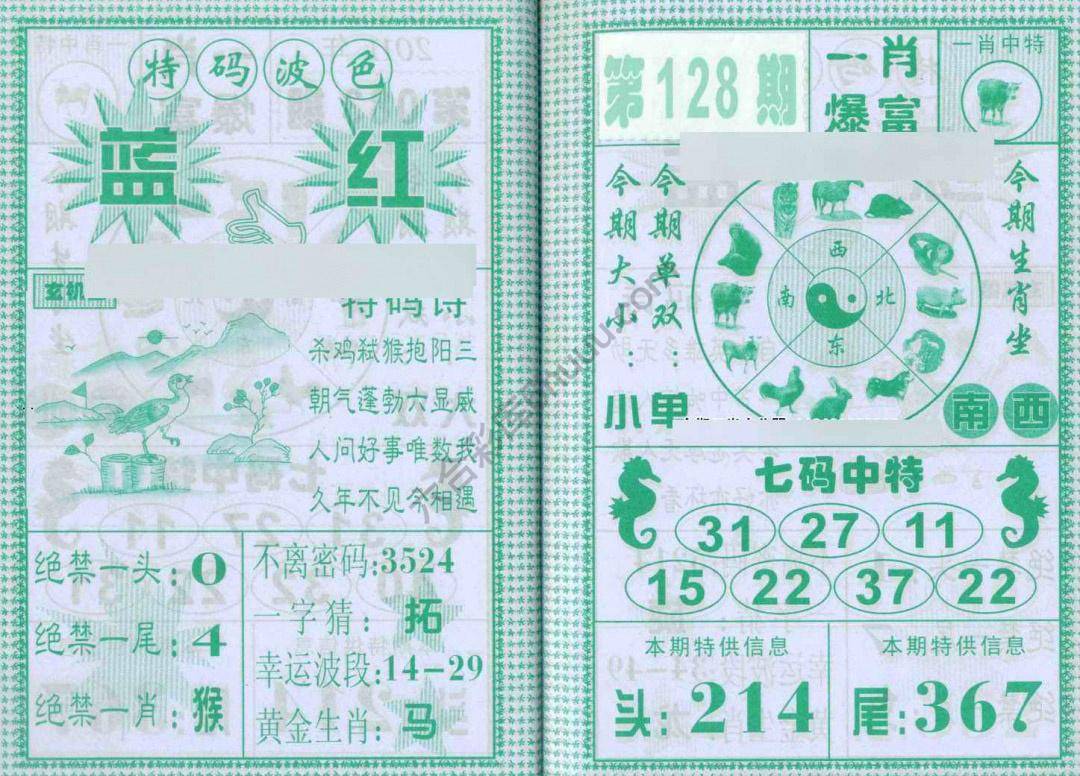 特码波色
蓝 红
玄机
特码诗
杀鸡弑猴抱阳三
朝气蓬勃六显威
人问好事唯数我
久年不见今相遇
绝禁一头:0
绝禁一尾:4
绝禁一肖:猴
不离密码:3524
一字猜:拓
幸运波段:14-29
黄金生肖:马
第128期
一肖
爆富
一肖中特
今期大小:小
今期单双:单
西
南 北
东
今期生肖坐
南 西
七码中特
31 27 11
15 22 37 22
本期特供信息
头:214
本期特供信息
尾:367